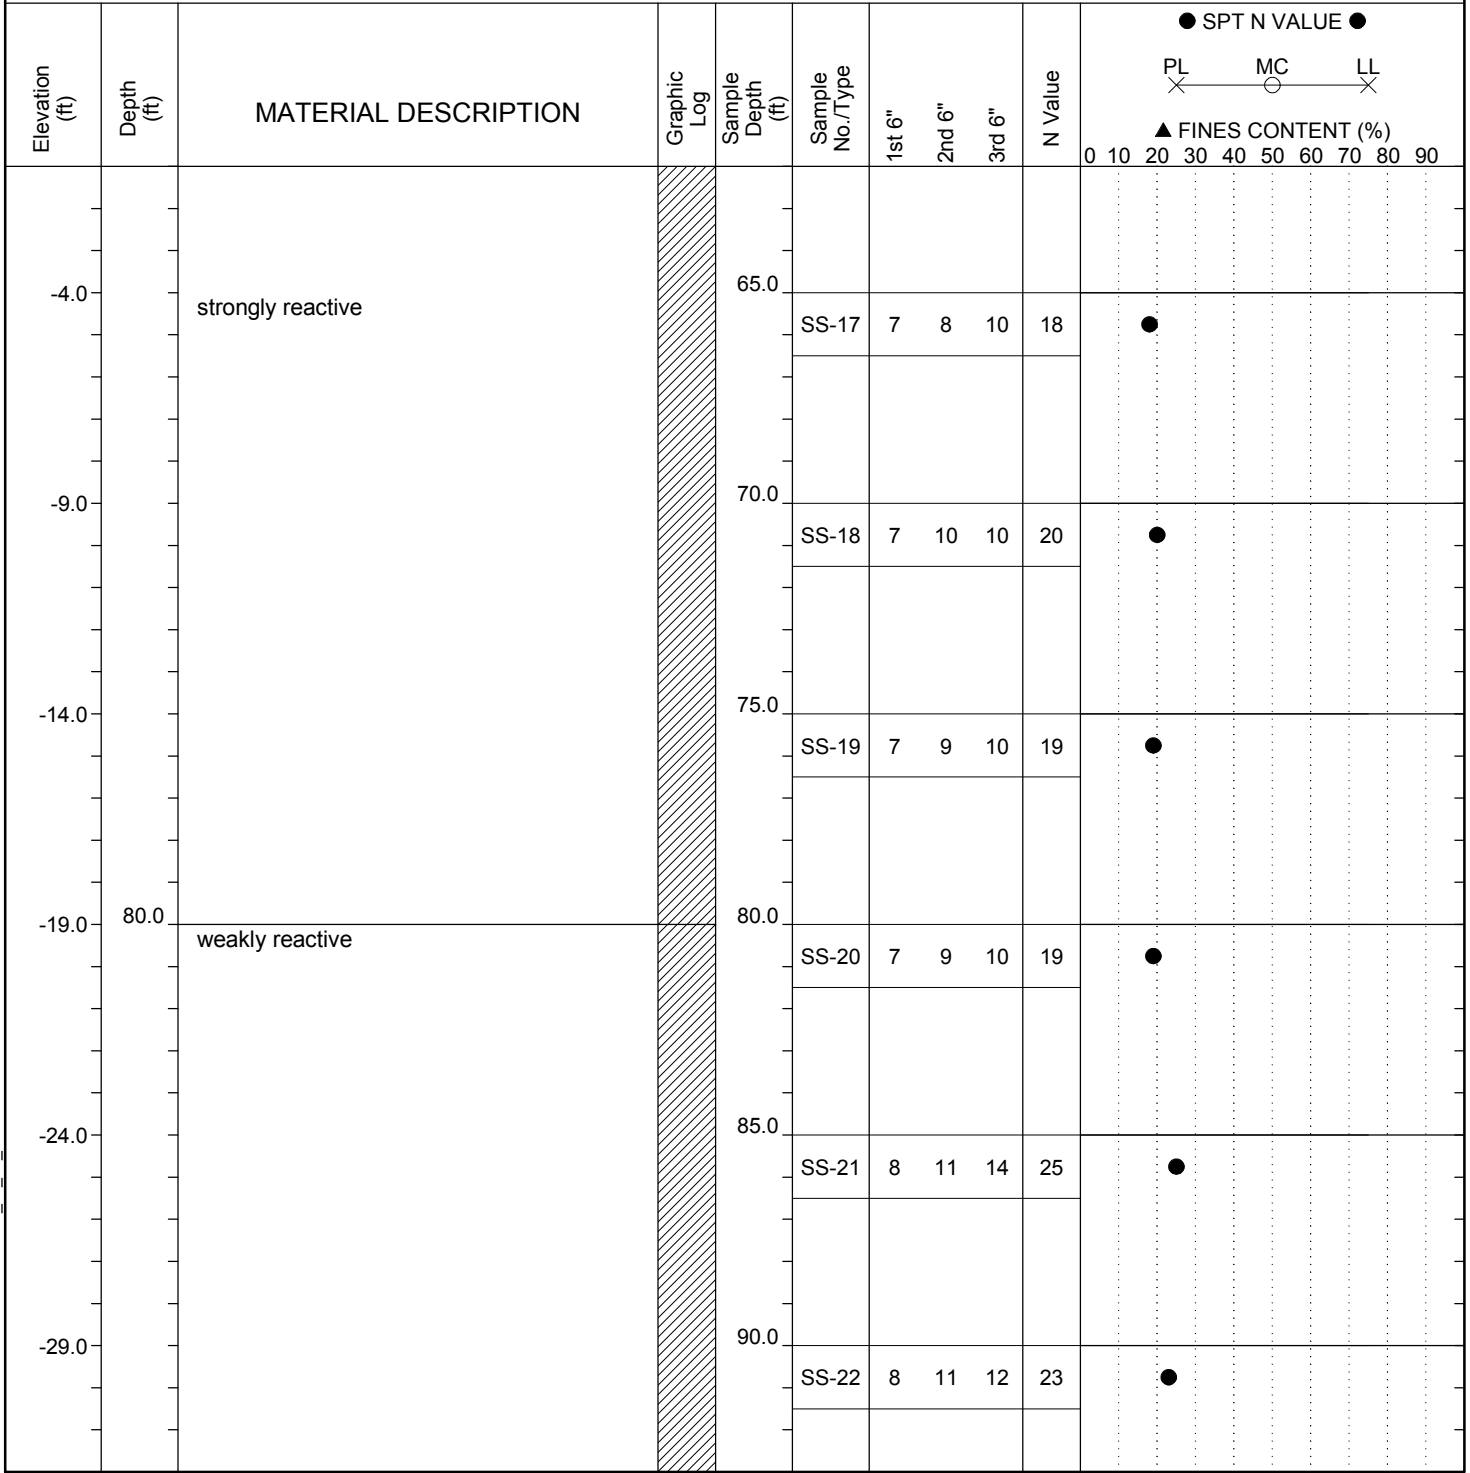 ● SPT N VALUE ●
PL MC LL
▲ FINES CONTENT (%)
0 10 20 30 40 50 60 70 80 90
Elevation (ft)
Depth (ft)
MATERIAL DESCRIPTION
Graphic Log
Sample Depth (ft)
Sample No./Type
1st 6"
2nd 6"
3rd 6"
N Value
65.0
-4.0
strongly reactive
SS-17 7 8 10 18
70.0
-9.0
SS-18 7 10 10 20
75.0
-14.0
SS-19 7 9 10 19
-19.0 80.0 80.0
weakly reactive
SS-20 7 9 10 19
85.0
-24.0
SS-21 8 11 14 25
90.0
-29.0
SS-22 8 11 12 23